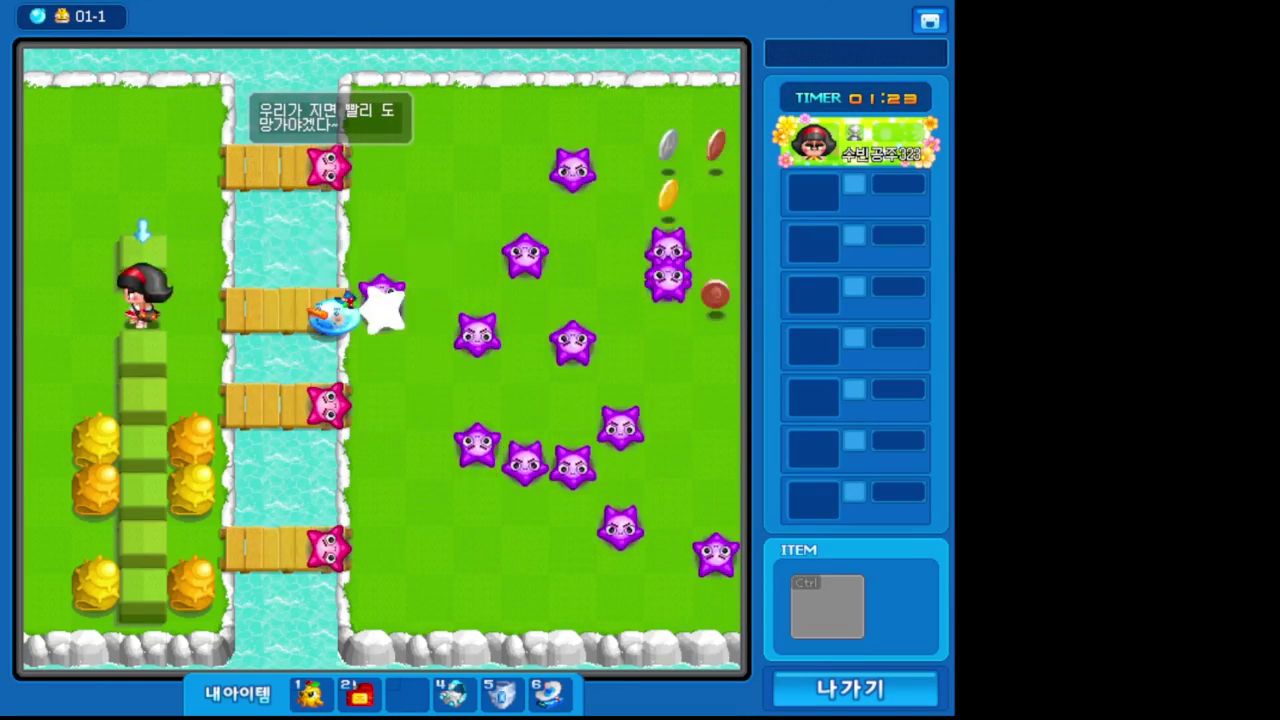 01-1
우리가 지면 빨리 도
망가야겠다~
TIMER 01:23
수빈공주023
ITEM
Ctrl
내아이템
1
2
4
5
6
나가기